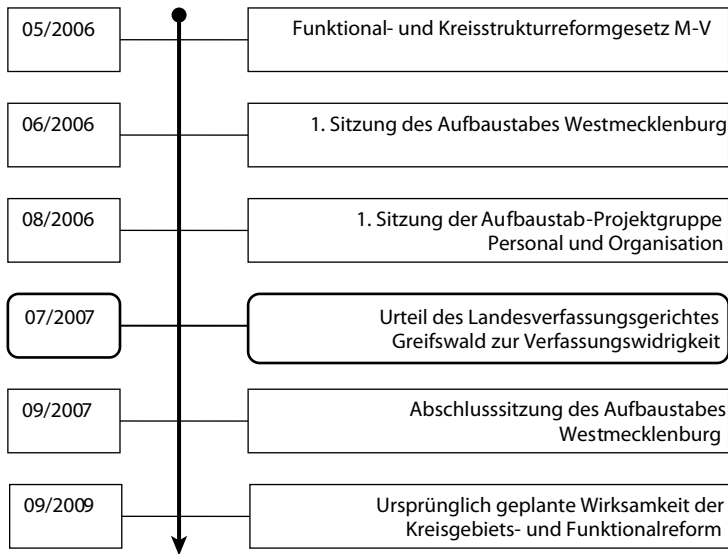 05/2006
Funktional- und Kreisstrukturreformgesetz M-V
06/2006
1. Sitzung des Aufbaustabes Westmecklenburg
08/2006
1. Sitzung der Aufbaustab-Projektgruppe
Personal und Organisation
07/2007
Urteil des Landesverfassungsgerichtes
Greifswald zur Verfassungswidrigkeit
09/2007
Abschlusssitzung des Aufbaustabes
Westmecklenburg
09/2009
Ursprünglich geplante Wirksamkeit der
Kreisgebiets- und Funktionalreform